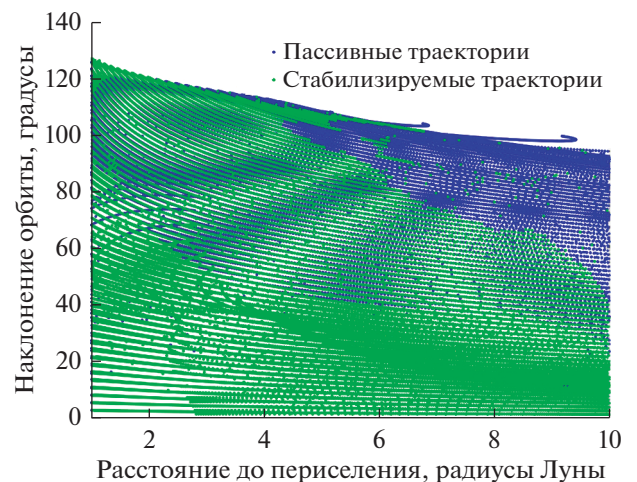 140
120
100
80
60
40
20
0
Наклонение орбиты, градусы
Пассивные траектории
Стабилизируемые траектории
2 4 6 8 10
Расстояние до периселения, радиусы Луны